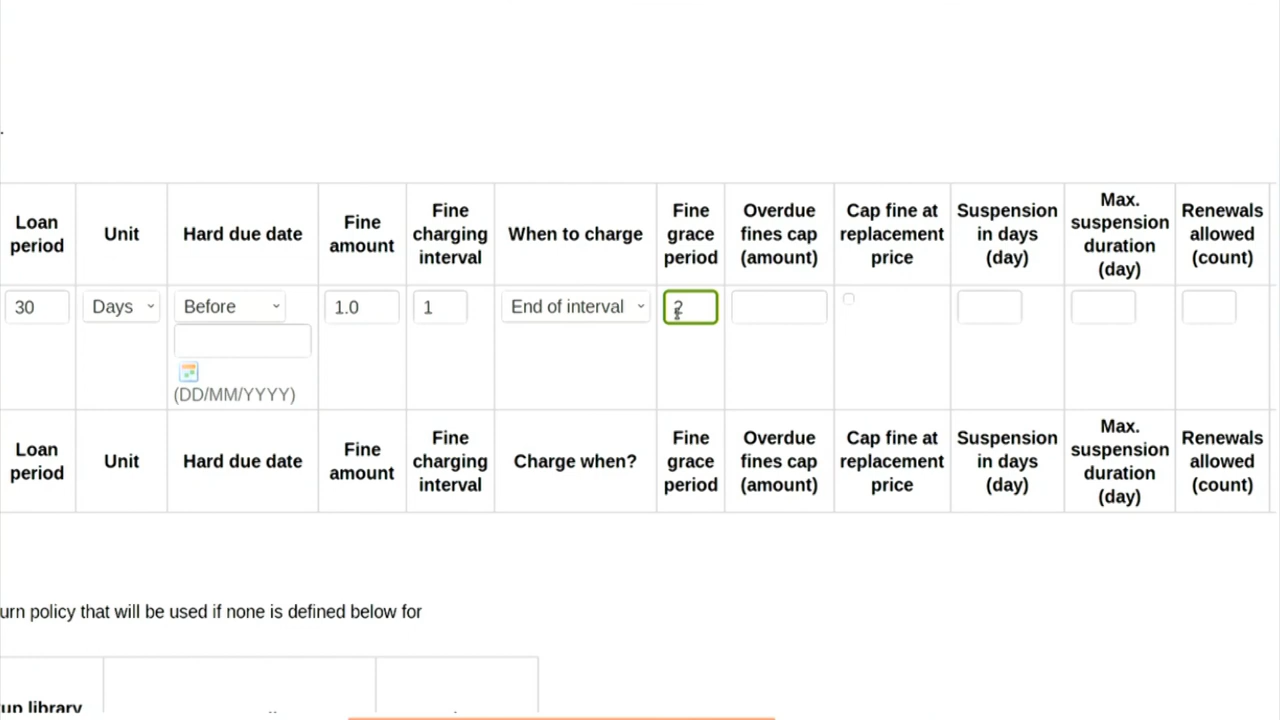 .
Loan period
Unit
Hard due date
Fine amount
Fine charging interval
When to charge
Fine grace period
Overdue fines cap (amount)
Cap fine at replacement price
Suspension in days (day)
Max. suspension duration (day)
Renewals allowed (count)
30
Days
Before
1.0
1
End of interval
2
(DD/MM/YYYY)
Loan period
Unit
Hard due date
Fine amount
Fine charging interval
Charge when?
Fine grace period
Overdue fines cap (amount)
Cap fine at replacement price
Suspension in days (day)
Max. suspension duration (day)
Renewals allowed (count)
urn policy that will be used if none is defined below for
up library